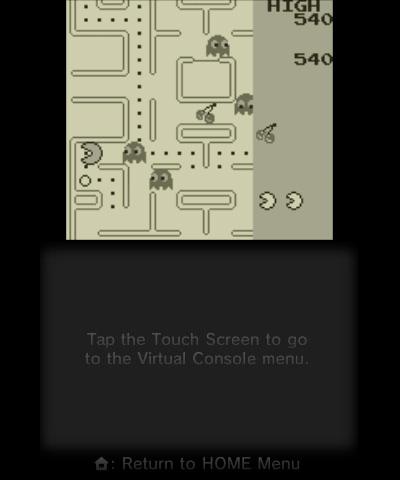 HIGH
540
540
Tap the Touch Screen to go
to the Virtual Console menu.
: Return to HOME Menu